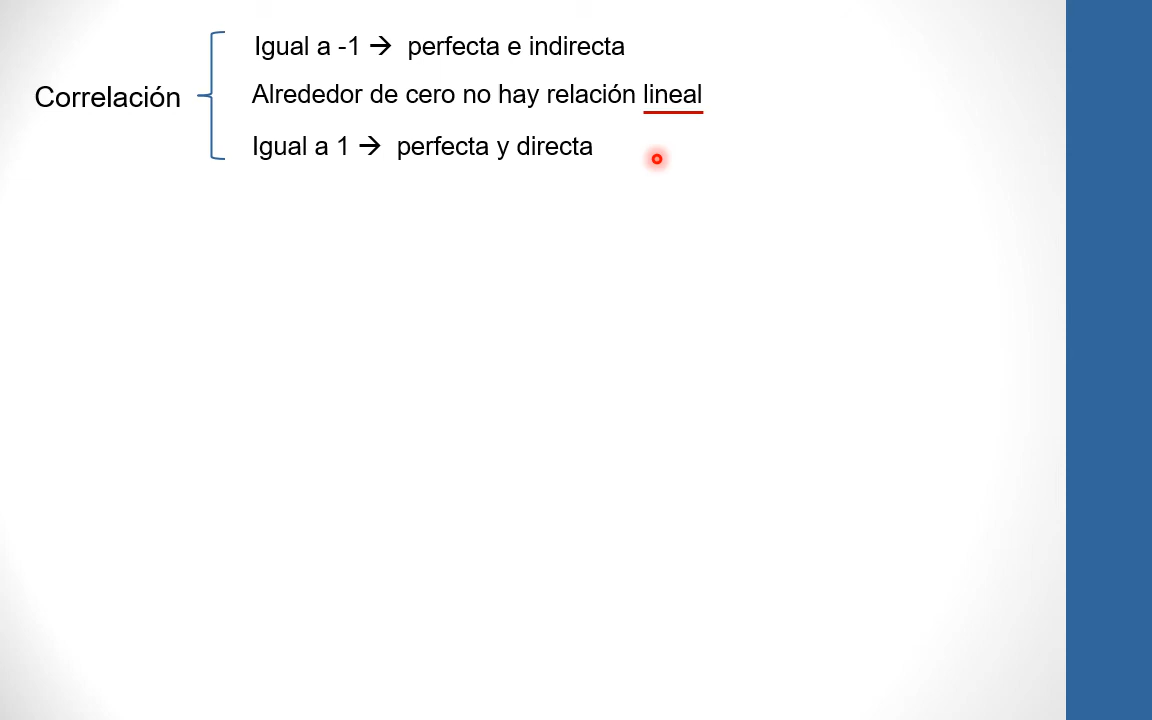 Igual a -1 → perfecta e indirecta
Correlación
Alrededor de cero no hay relación lineal
Igual a 1 → perfecta y directa